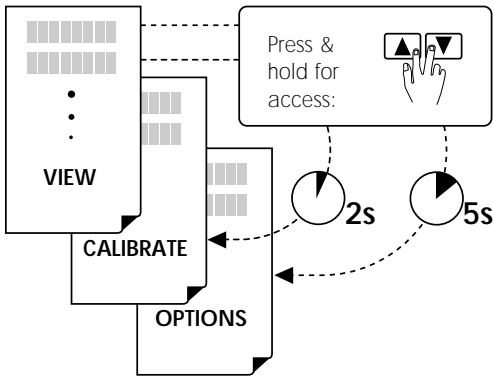 Press &
hold for
access:
VIEW
2s
5s
CALIBRATE
OPTIONS